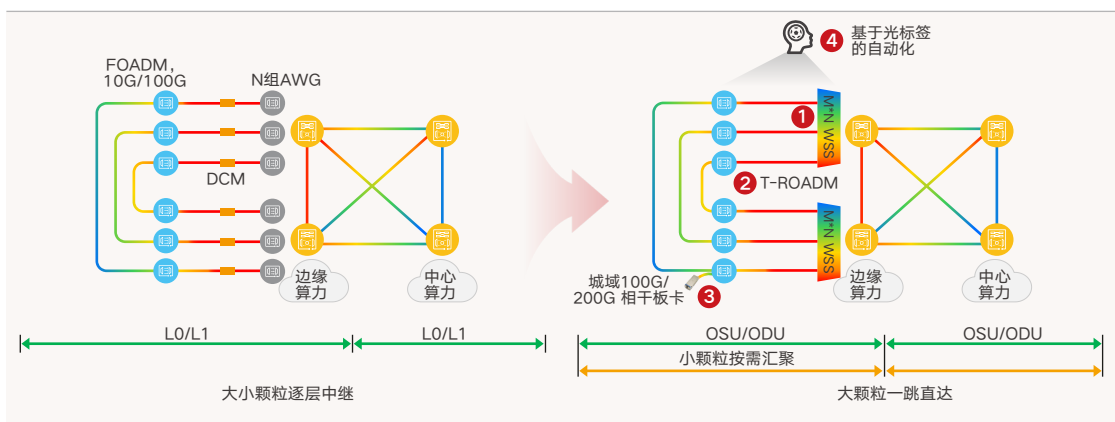 FOADM，
10G/100G
N组AWG
DCM
边缘
算力
中心
算力
L0/L1
L0/L1
大小颗粒逐层中继
4
基于光标签
的自动化
1
M*N WSS
2
T-ROADM
M*N WSS
城域100G/
200G 相干板卡
3
边缘
算力
中心
算力
OSU/ODU
OSU/ODU
小颗粒按需汇聚
大颗粒一跳直达